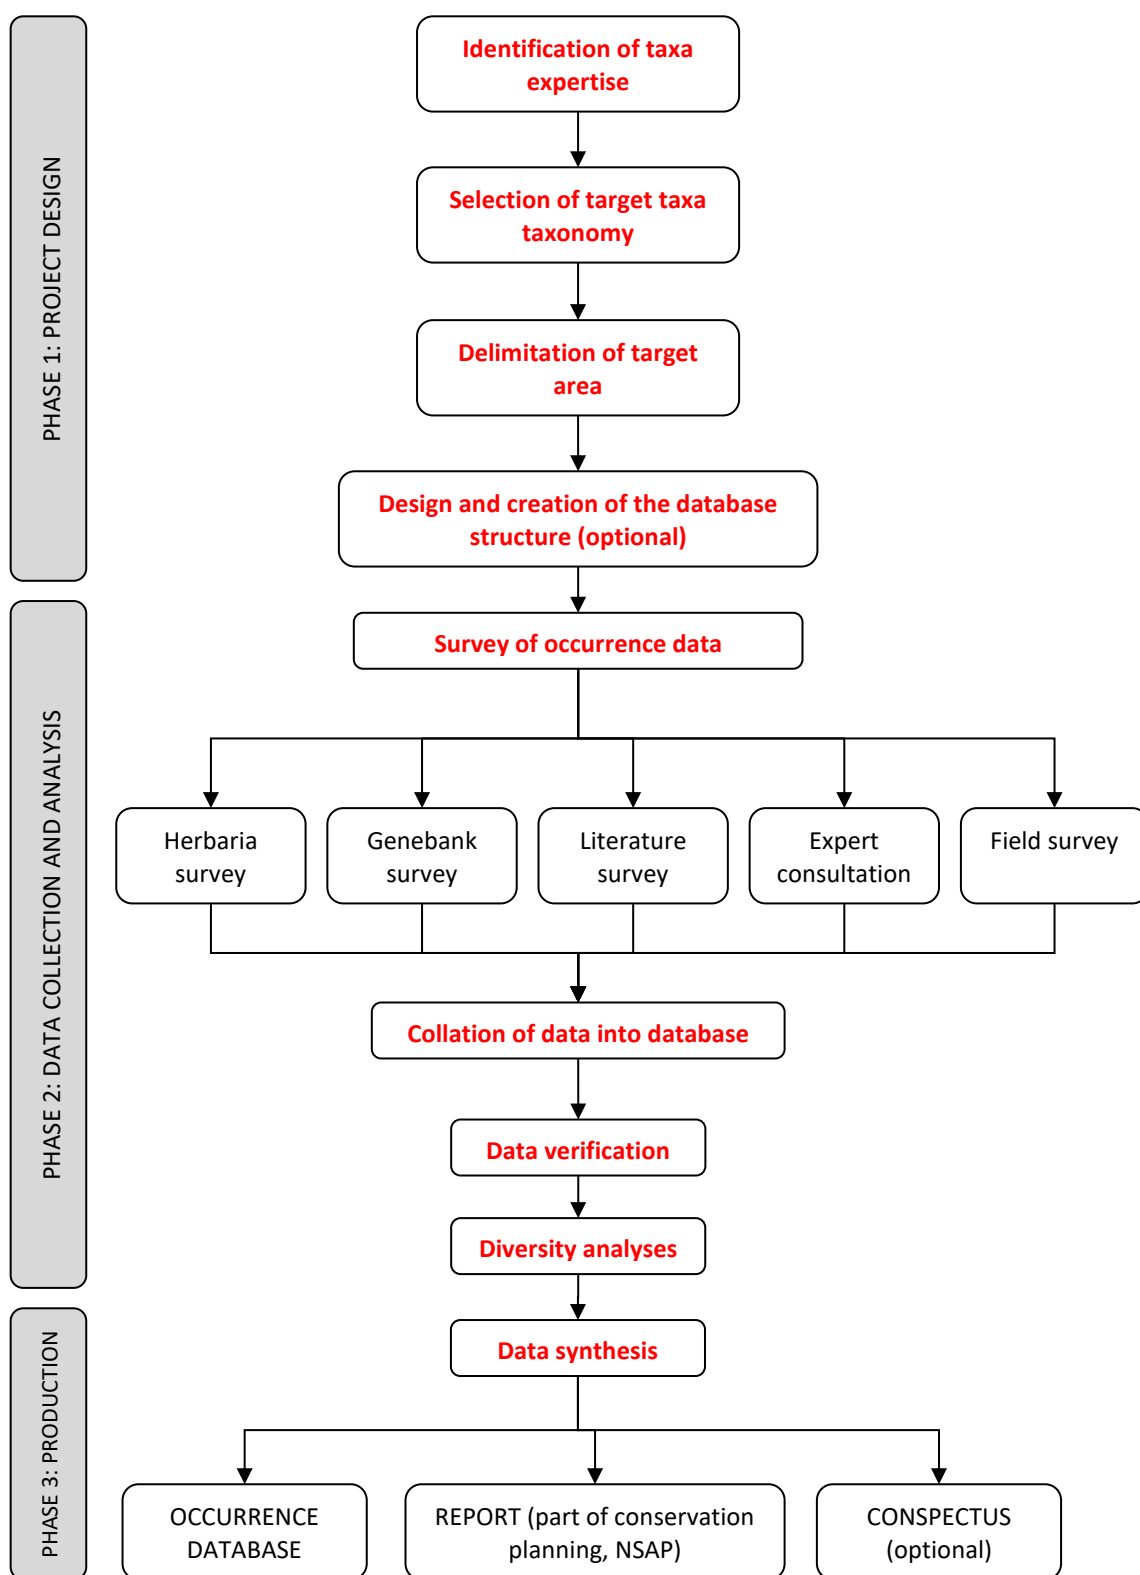 PHASE 1: PROJECT DESIGN
Identification of taxa
expertise
Selection of target taxa
taxonomy
Delimitation of target
area
Design and creation of the database
structure (optional)
PHASE 2: DATA COLLECTION AND ANALYSIS
Survey of occurrence data
Herbaria
survey
Genebank
survey
Literature
survey
Expert
consultation
Field survey
Collation of data into database
Data verification
Diversity analyses
PHASE 3: PRODUCTION
Data synthesis
OCCURRENCE
DATABASE
REPORT (part of conservation
planning, NSAP)
CONSPECTUS
(optional)